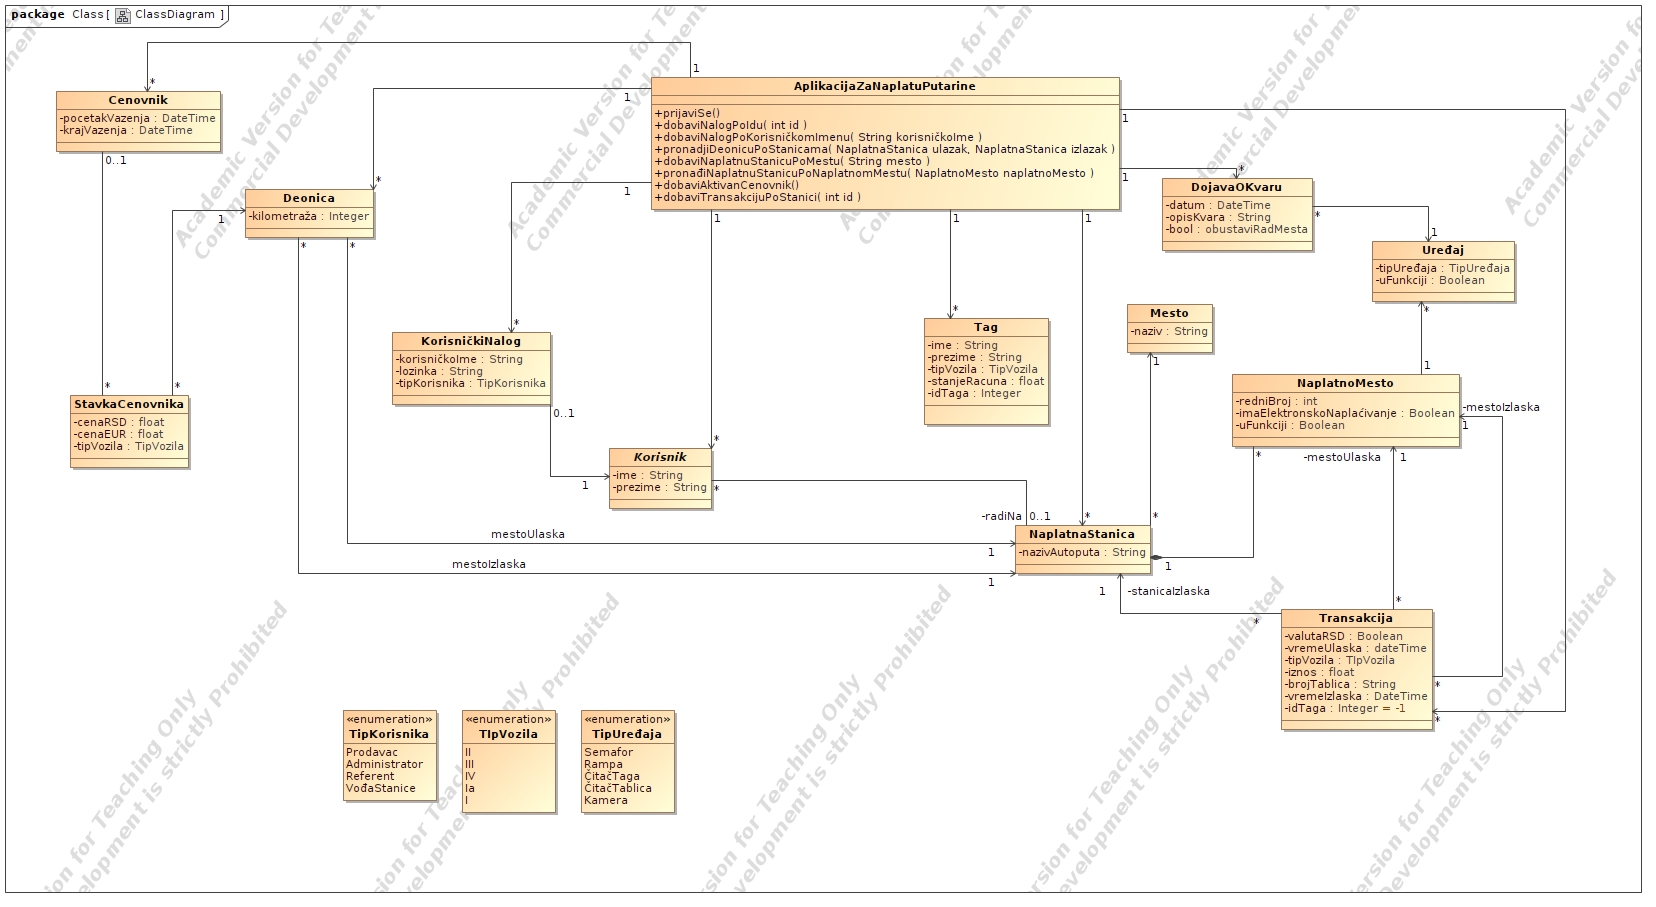 package Class [ ClassDiagram ]
Cenovnik
-pocetakVazenja : DateTime
-krajVazenja : DateTime
AplikacijaZaNaplatuPutarine
+prijaviSe()
+dobaviNalogPoIdu( int id )
+dobaviNalogPoKorisničkomImenu( String korisničkoIme )
+pronadjiDeonicuPoStanicama( NaplatnaStanica ulazak, NaplatnaStanica izlazak )
+dobaviNaplatnuStanicuPoMestu( String mesto )
+pronađiNaplatnuStanicuPoNaplatnomMestu( NaplatnoMesto naplatnoMesto )
+dobaviAktivanCenovnik()
+dobaviTransakcijuPoStanici( int id )
1
*
1
*
1
*
1
*
1
*
1
*
1
*
1
*
Deonica
-kilometraža : Integer
DojavaOKvaru
-datum : DateTime
-opisKvara : String
-bool : obustaviRadMesta
*
1
Uređaj
-tipUređaja : TipUređaja
-uFunkciji : Boolean
*
1
0..1
*
1
*
*
*
Mesto
-naziv : String
1
*
Tag
-ime : String
-prezime : String
-tipVozila : TipVozila
-stanjeRacuna : float
-idTaga : Integer
KorisničkiNalog
-korisničkoIme : String
-lozinka : String
-tipKorisnika : TipKorisnika
0..1
1
NaplatnoMesto
-redniBroj : int
-imaElektronskoNaplaćivanje : Boolean
-uFunkciji : Boolean
-mestoIzlaska
1
-mestoUlaska
1
*
StavkaCenovnika
-cenaRSD : float
-cenaEUR : float
-tipVozila : TipVozila
Korisnik
-ime : String
-prezime : String
*
-radiNa
0..1
NaplatnaStanica
-nazivAutoputa : String
1
mestoUlaska
1
mestoIzlaska
1
1
-stanicaIzlaska
*
*
Transakcija
-valutaRSD : Boolean
-vremeUlaska : dateTime
-tipVozila : TIpVozila
-iznos : float
-brojTablica : String
-vremeIzlaska : DateTime
-idTaga : Integer = -1
*
«enumeration»
TipKorisnika
Prodavac
Administrator
Referent
VođaStanice
«enumeration»
TIpVozila
II
III
IV
Ia
I
«enumeration»
TipUređaja
Semafor
Rampa
ČitačTaga
ČitačTablica
Kamera
Academic Version for Teaching Only
Commercial Development is strictly Prohibited